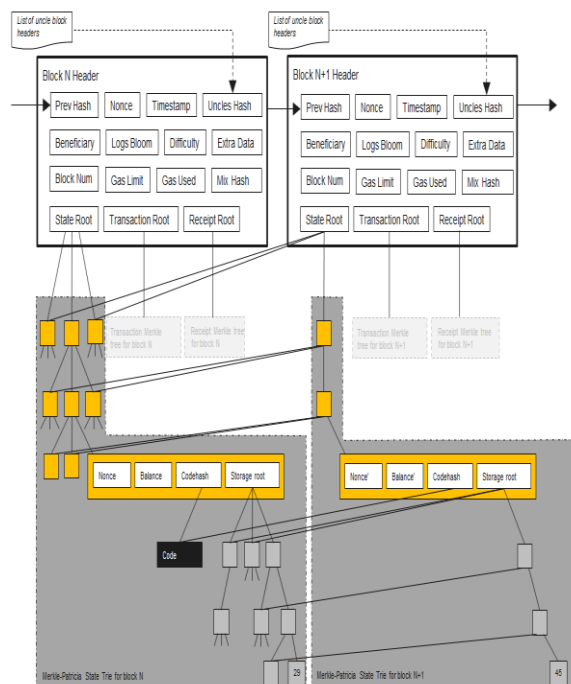 List of uncle block
headers
List of uncle block
headers
Block N Header
Prev Hash
Nonce
Timestamp
Uncles Hash
Beneficiary
Logs Bloom
Difficulty
Extra Data
Block Num
Gas Limit
Gas Used
Mix Hash
State Root
Transaction Root
Receipt Root
Block N+1 Header
Prev Hash
Nonce
Timestamp
Uncles Hash
Beneficiary
Logs Bloom
Difficulty
Extra Data
Block Num
Gas Limit
Gas Used
Mix Hash
State Root
Transaction Root
Receipt Root
Transaction Merkle
tree for block N
Receipt Merkle tree
for block N
Transaction Merkle
tree for block N+1
Receipt Merkle tree
for block N+1
Nonce
Balance
Codehash
Storage root
Nonce'
Balance'
Codehash
Storage root
Code
29
45
Merkle-Patricia State Trie for block N
Merkle-Patricia State Trie for block N+1